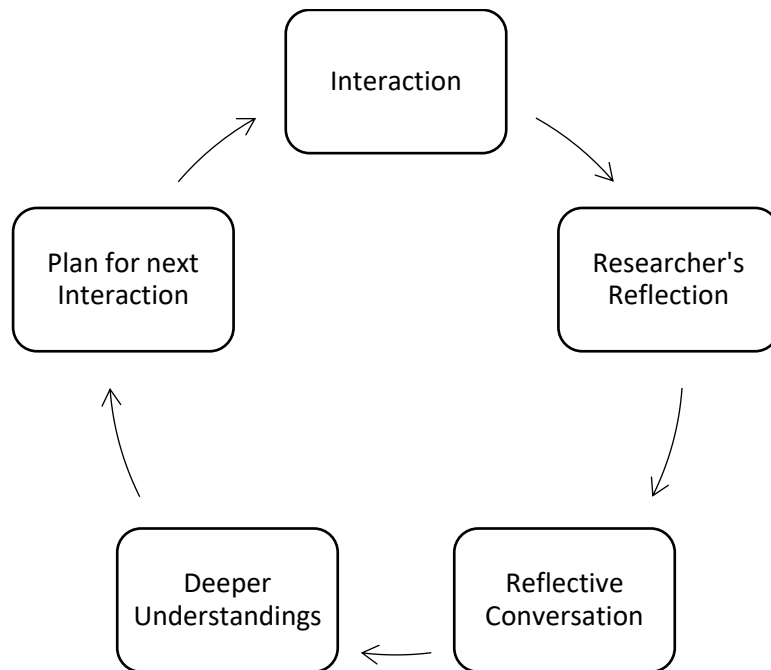 Interaction
Researcher's
Reflection
Reflective
Conversation
Deeper
Understandings
Plan for next
Interaction